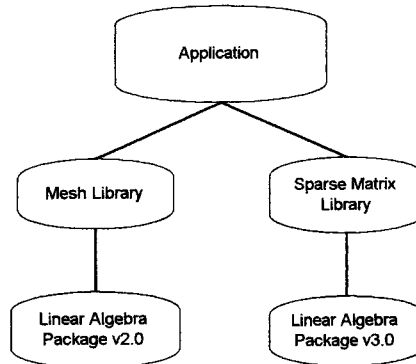 Application
Mesh Library
Sparse Matrix
Library
Linear Algebra
Package v2.0
Linear Algebra
Package v3.0